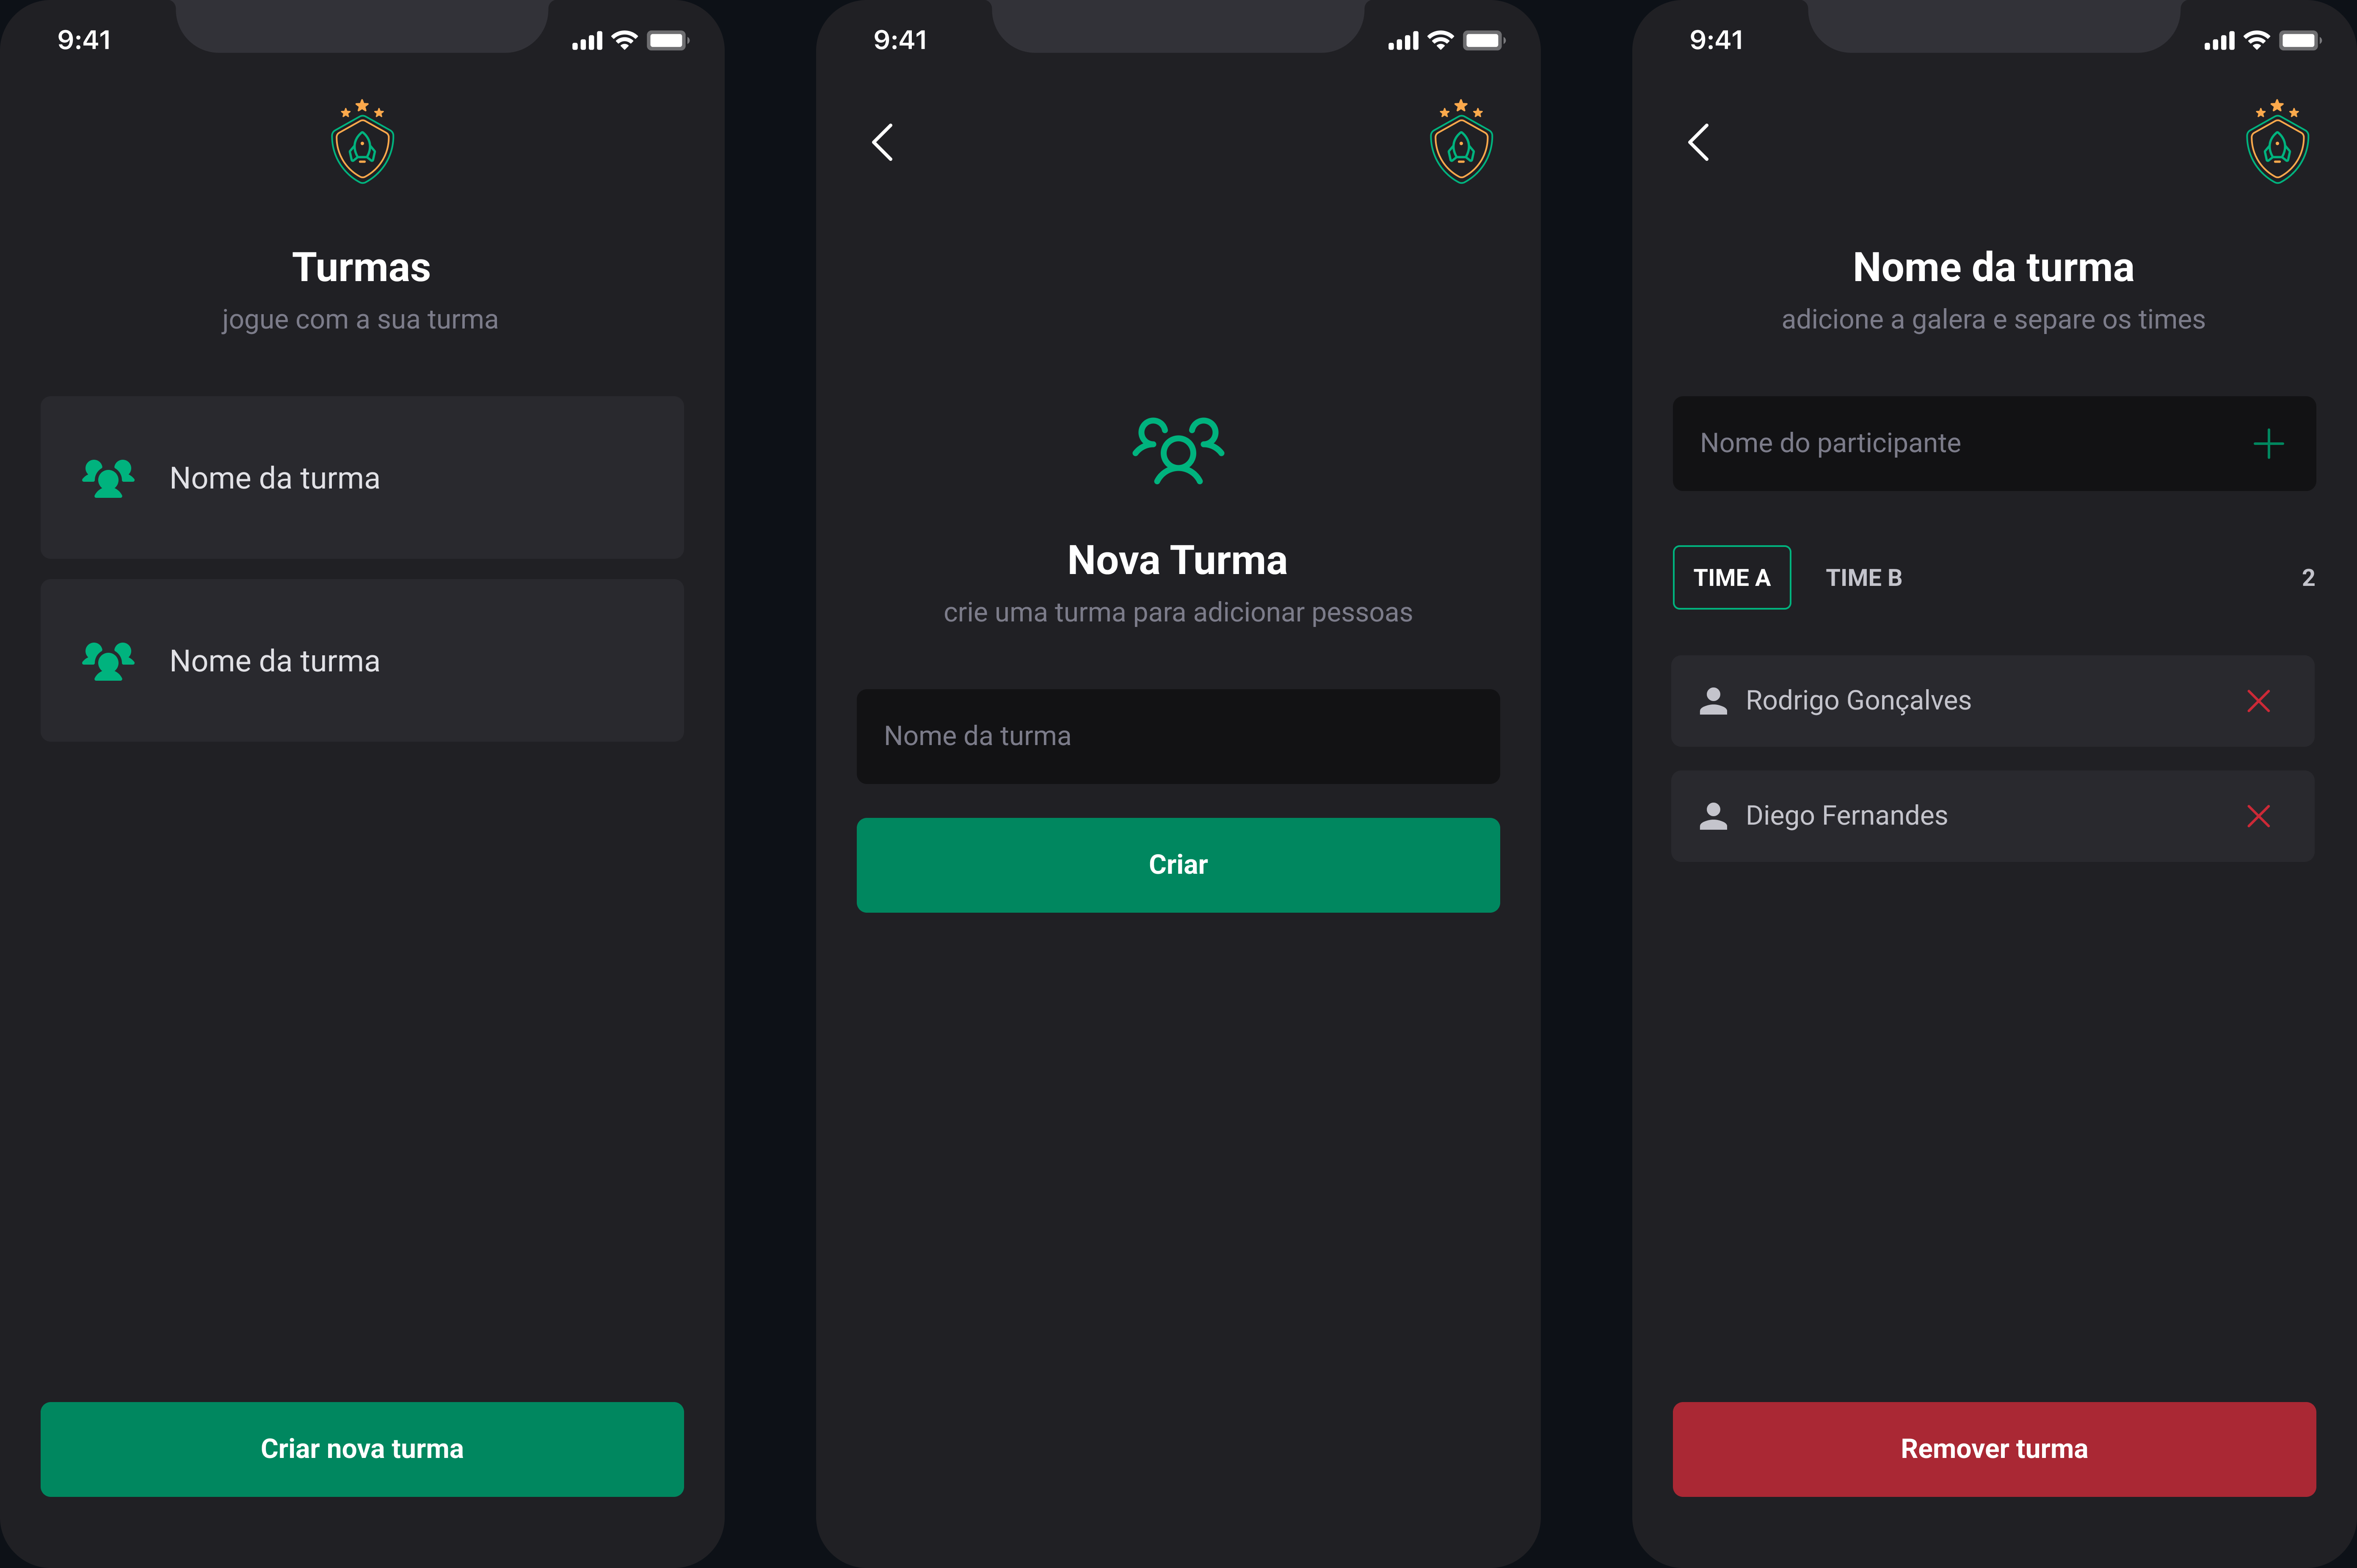 9:41
Turmas
jogue com a sua turma
Nome da turma
Nome da turma
Criar nova turma
9:41
Nova Turma
crie uma turma para adicionar pessoas
Nome da turma
Criar
9:41
Nome da turma
adicione a galera e separe os times
Nome do participante
TIME A TIME B 2
Rodrigo Gonçalves
Diego Fernandes
Remover turma